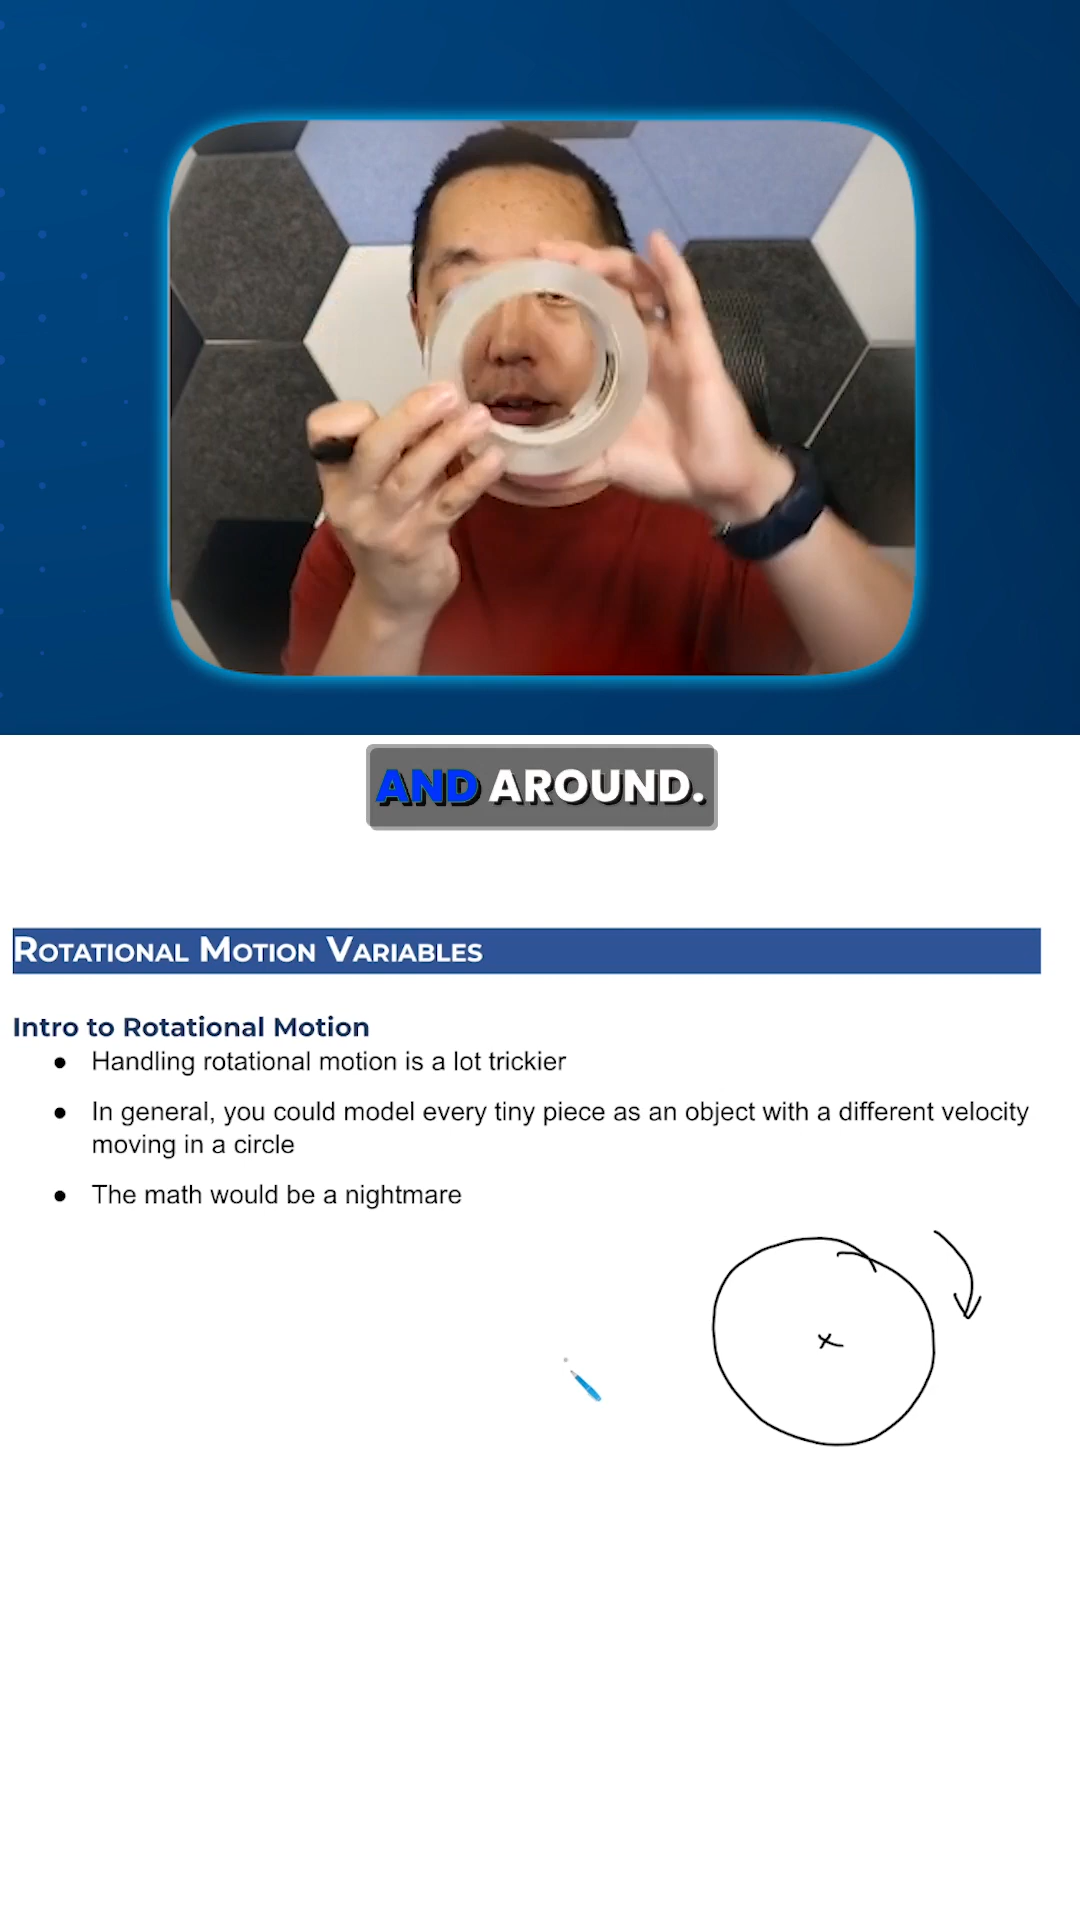 AND AROUND.
ROTATIONAL MOTION VARIABLES
Intro to Rotational Motion
● Handling rotational motion is a lot trickier
● In general, you could model every tiny piece as an object with a different velocity
moving in a circle
● The math would be a nightmare
x